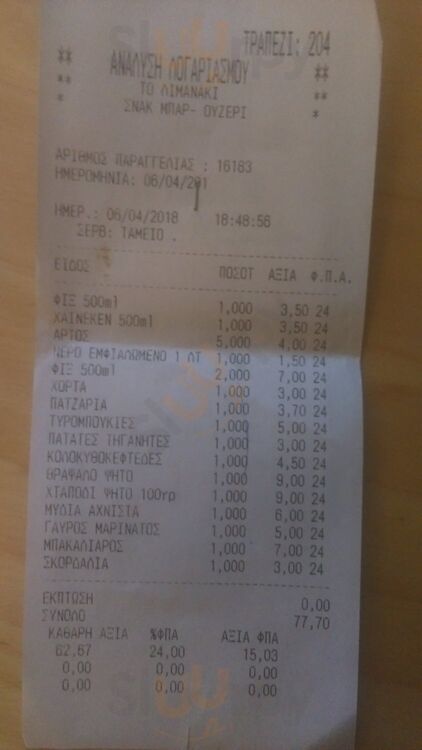 ΤΡΑΠΕΖΙ: 204
** ΑΝΑΛΥΣΗ ΛΟΓΑΡΙΑΣΜΟΥ **
** ΤΟ ΛΙΜΑΝΑΚΙ **
* ΣΝΑΚ ΜΠΑΡ- ΟΥΖΕΡΙ *
ΑΡΙΘΜΟΣ ΠΑΡΑΓΓΕΛΙΑΣ : 16183
ΗΜΕΡΟΜΗΝΙΑ: 06/04/201
ΗΜΕΡ.: 06/04/2018 18:48:56
ΣΕΡΒ: ΤΑΜΕΙΟ .
ΕΙΔΟΣ ΠΟΣΟΤ ΑΞΙΑ Φ.Π.Α.
ΦΙΞ 500ml 1,000 3,50 24
ΧΑΙΝΕΚΕΝ 500ml 1,000 3,50 24
ΑΡΤΟΣ 5,000 4,00 24
ΝΕΡΟ ΕΜΦΙΑΛΩΜΕΝΟ 1 ΛΤ 1,000 1,50 24
ΦΙΞ 500ml 2,000 7,00 24
ΧΟΡΤΑ 1,000 3,00 24
ΠΑΤΖΑΡΙΑ 1,000 3,70 24
ΤΥΡΟΜΠΟΥΚΙΕΣ 1,000 5,00 24
ΠΑΤΑΤΕΣ ΤΗΓΑΝΗΤΕΣ 1,000 3,00 24
ΚΟΛΟΚΥΘΟΚΕΦΤΕΔΕΣ 1,000 4,50 24
ΘΡΑΨΑΛΟ ΨΗΤΟ 1,000 9,00 24
ΧΤΑΠΟΔΙ ΨΗΤΟ 100γρ 1,000 9,00 24
ΜΥΔΙΑ ΑΧΝΙΣΤΑ 1,000 6,00 24
ΓΑΥΡΟΣ ΜΑΡΙΝΑΤΟΣ 1,000 5,00 24
ΜΠΑΚΑΛΙΑΡΟΣ 1,000 7,00 24
ΣΚΟΡΔΑΛΙΑ 1,000 3,00 24
ΕΚΠΤΩΣΗ 0,00
ΣΥΝΟΛΟ 77,70
ΚΑΘΑΡΗ ΑΞΙΑ %ΦΠΑ ΑΞΙΑ ΦΠΑ
62,67 24,00 15,03
0,00 0,00 0,00
0,00 0,00 0,00